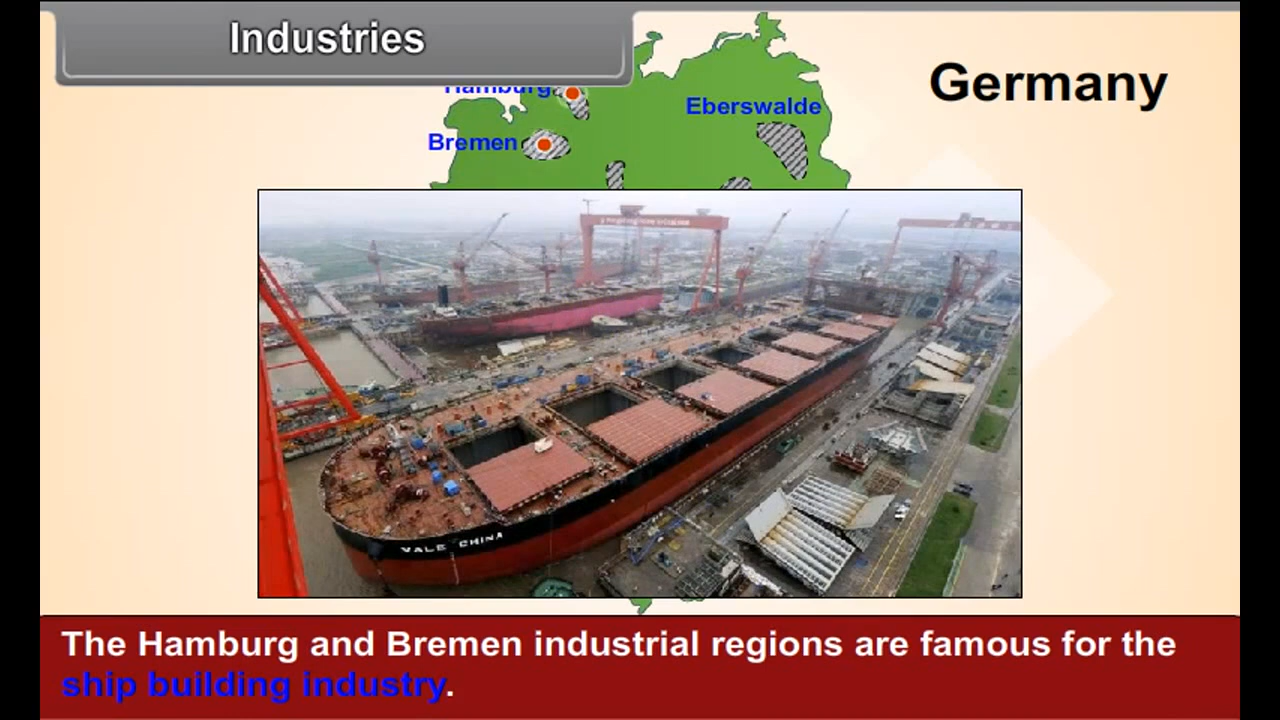 Industries
Germany
Hamburg
Eberswalde
Bremen
VALE CHINA
The Hamburg and Bremen industrial regions are famous for the
ship building industry.